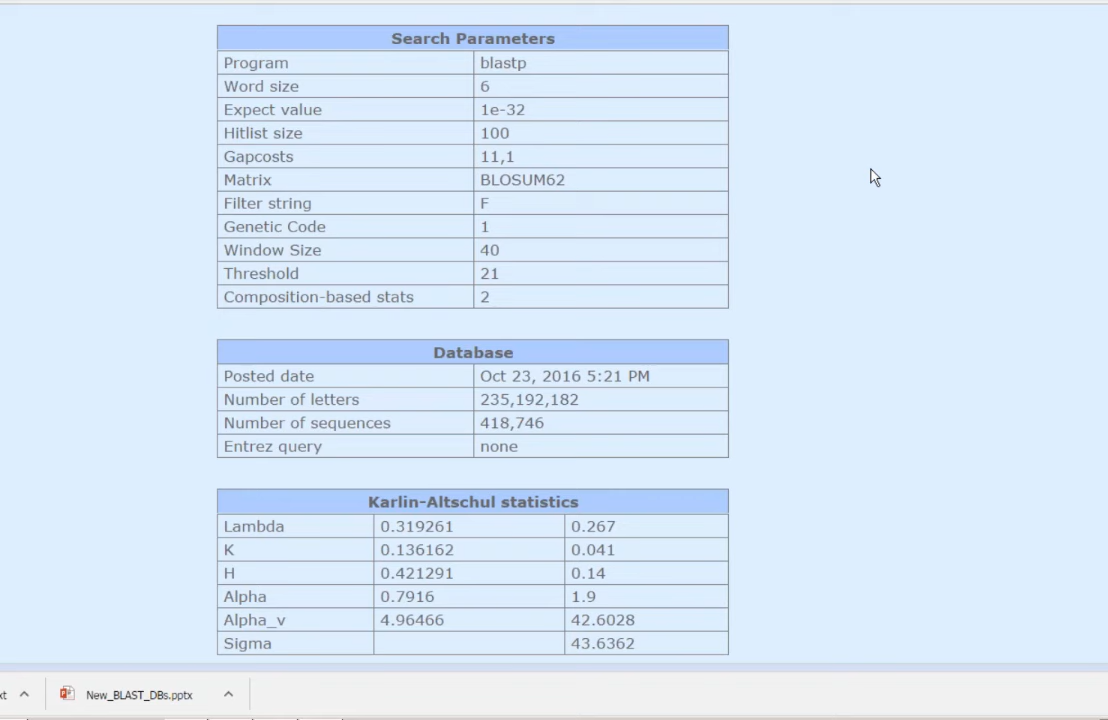 Search Parameters
Program blastp
Word size 6
Expect value 1e-32
Hitlist size 100
Gapcosts 11,1
Matrix BLOSUM62
Filter string F
Genetic Code 1
Window Size 40
Threshold 21
Composition-based stats 2
Database
Posted date Oct 23, 2016 5:21 PM
Number of letters 235,192,182
Number of sequences 418,746
Entrez query none
Karlin-Altschul statistics
Lambda 0.319261 0.267
K 0.136162 0.041
H 0.421291 0.14
Alpha 0.7916 1.9
Alpha_v 4.96466 42.6028
Sigma 43.6362
xt New_BLAST_DBs.pptx